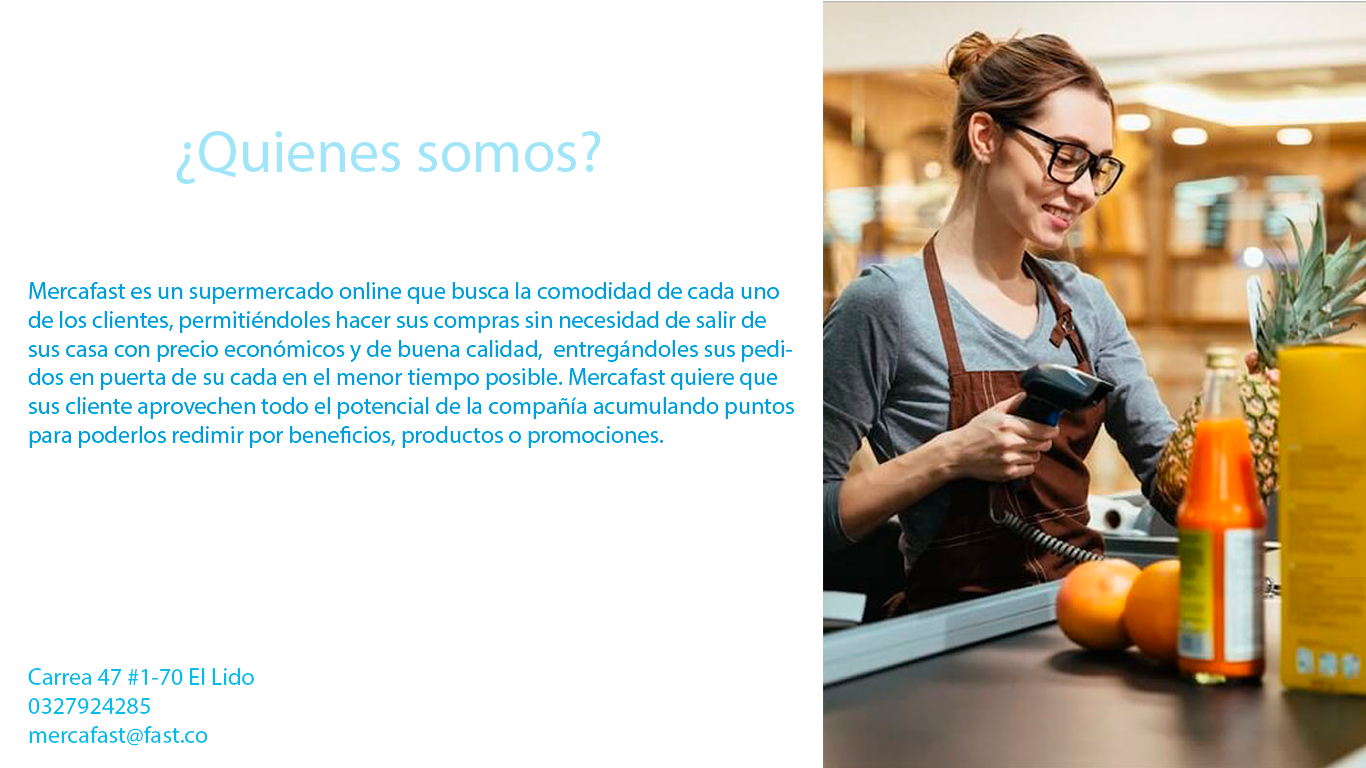 ¿Quienes somos?
Mercafast es un supermercado online que busca la comodidad de cada uno
de los clientes, permitiéndoles hacer sus compras sin necesidad de salir de
sus casa con precio económicos y de buena calidad,  entregándoles sus pedi-
dos en puerta de su cada en el menor tiempo posible. Mercafast quiere que
sus cliente aprovechen todo el potencial de la compañía acumulando puntos
para poderlos redimir por beneficios, productos o promociones.
Carrea 47 #1-70 El Lido
0327924285
mercafast@fast.co